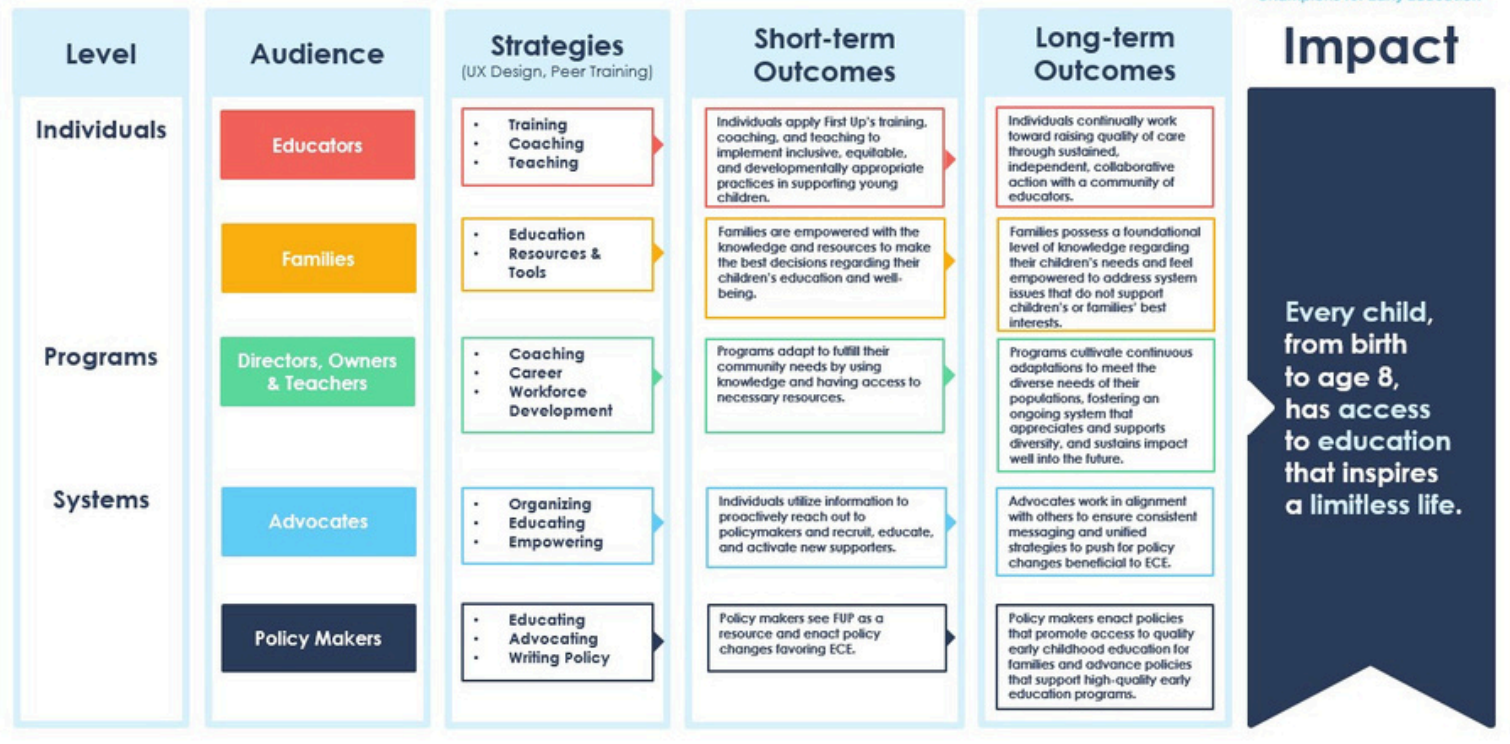 Level
Individuals
Programs
Systems
Audience
Educators
Families
Directors, Owners
& Teachers
Advocates
Policy Makers
Strategies
(UX Design, Peer Training)
• Training
• Coaching
• Teaching
• Education
• Resources &
Tools
• Coaching
• Career
• Workforce
Development
• Organizing
• Educating
• Empowering
• Educating
• Advocating
• Writing Policy
Short-term
Outcomes
Individuals apply First Up's training,
coaching, and teaching to
implement inclusive, equitable,
and developmentally appropriate
practices in supporting young
children.
Families are empowered with the
knowledge and resources to make
the best decisions regarding their
children's education and well-
being.
Programs adapt to fulfill their
community needs by using
knowledge and having access to
necessary resources.
Individuals utilize information to
proactively reach out to
policymakers and recruit, educate,
and activate new supporters.
Policy makers see FUP as a
resource and enact policy
changes favoring ECE.
Long-term
Outcomes
Individuals continually work
toward raising quality of care
through sustained,
independent, collaborative
action with a community of
educators.
Families possess a foundational
level of knowledge regarding
their children's needs and feel
empowered to address system
issues that do not support
children's or families' best
interests.
Programs cultivate continuous
adaptations to meet the
diverse needs of their
populations, fostering an
ongoing system that
appreciates and supports
diversity, and sustains impact
well into the future.
Advocates work in alignment
with others to ensure consistent
messaging and unified
strategies to push for policy
changes beneficial to ECE.
Policy makers enact policies
that promote access to quality
early childhood education for
families and advance policies
that support high-quality early
education programs.
Impact
Every child,
from birth
to age 8,
has access
to education
that inspires
a limitless life.